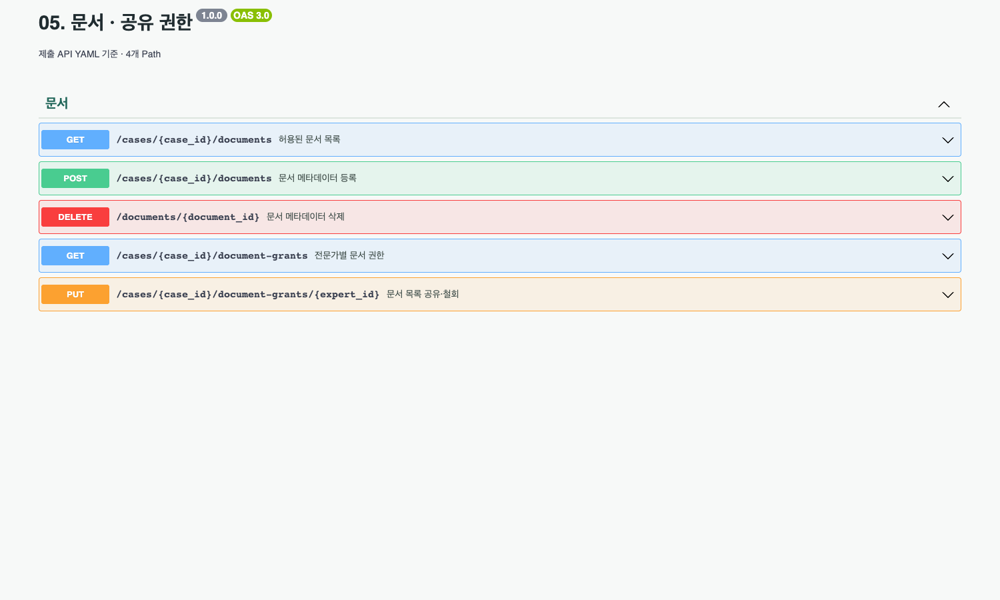 05. 문서 · 공유 권한 1.0.0 OAS 3.0
제출 API YAML 기준 · 4개 Path
문서
GET /cases/{case_id}/documents 허용된 문서 목록
POST /cases/{case_id}/documents 문서 메타데이터 등록
DELETE /documents/{document_id} 문서 메타데이터 삭제
GET /cases/{case_id}/document-grants 전문가별 문서 권한
PUT /cases/{case_id}/document-grants/{expert_id} 문서 목록 공유·철회